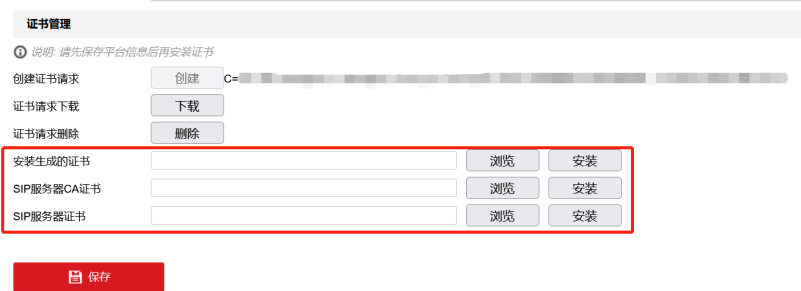 证书管理
说明: 请先保存平台信息后再安装证书
创建证书请求 创建 C=
证书请求下载 下载
证书请求删除 删除
安装生成的证书 浏览 安装
SIP服务器CA证书 浏览 安装
SIP服务器证书 浏览 安装
保存